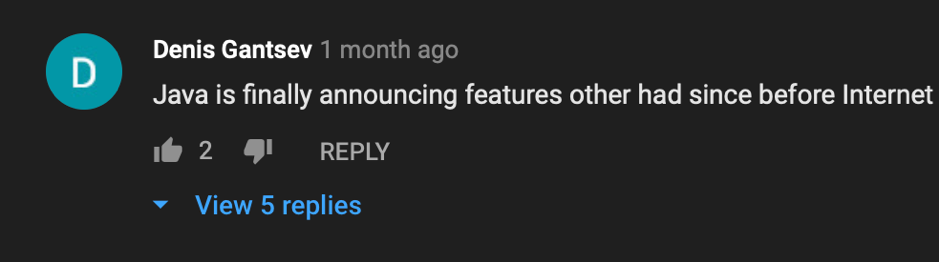 D
Denis Gantsev 1 month ago
Java is finally announcing features other had since before Internet
2 REPLY
View 5 replies